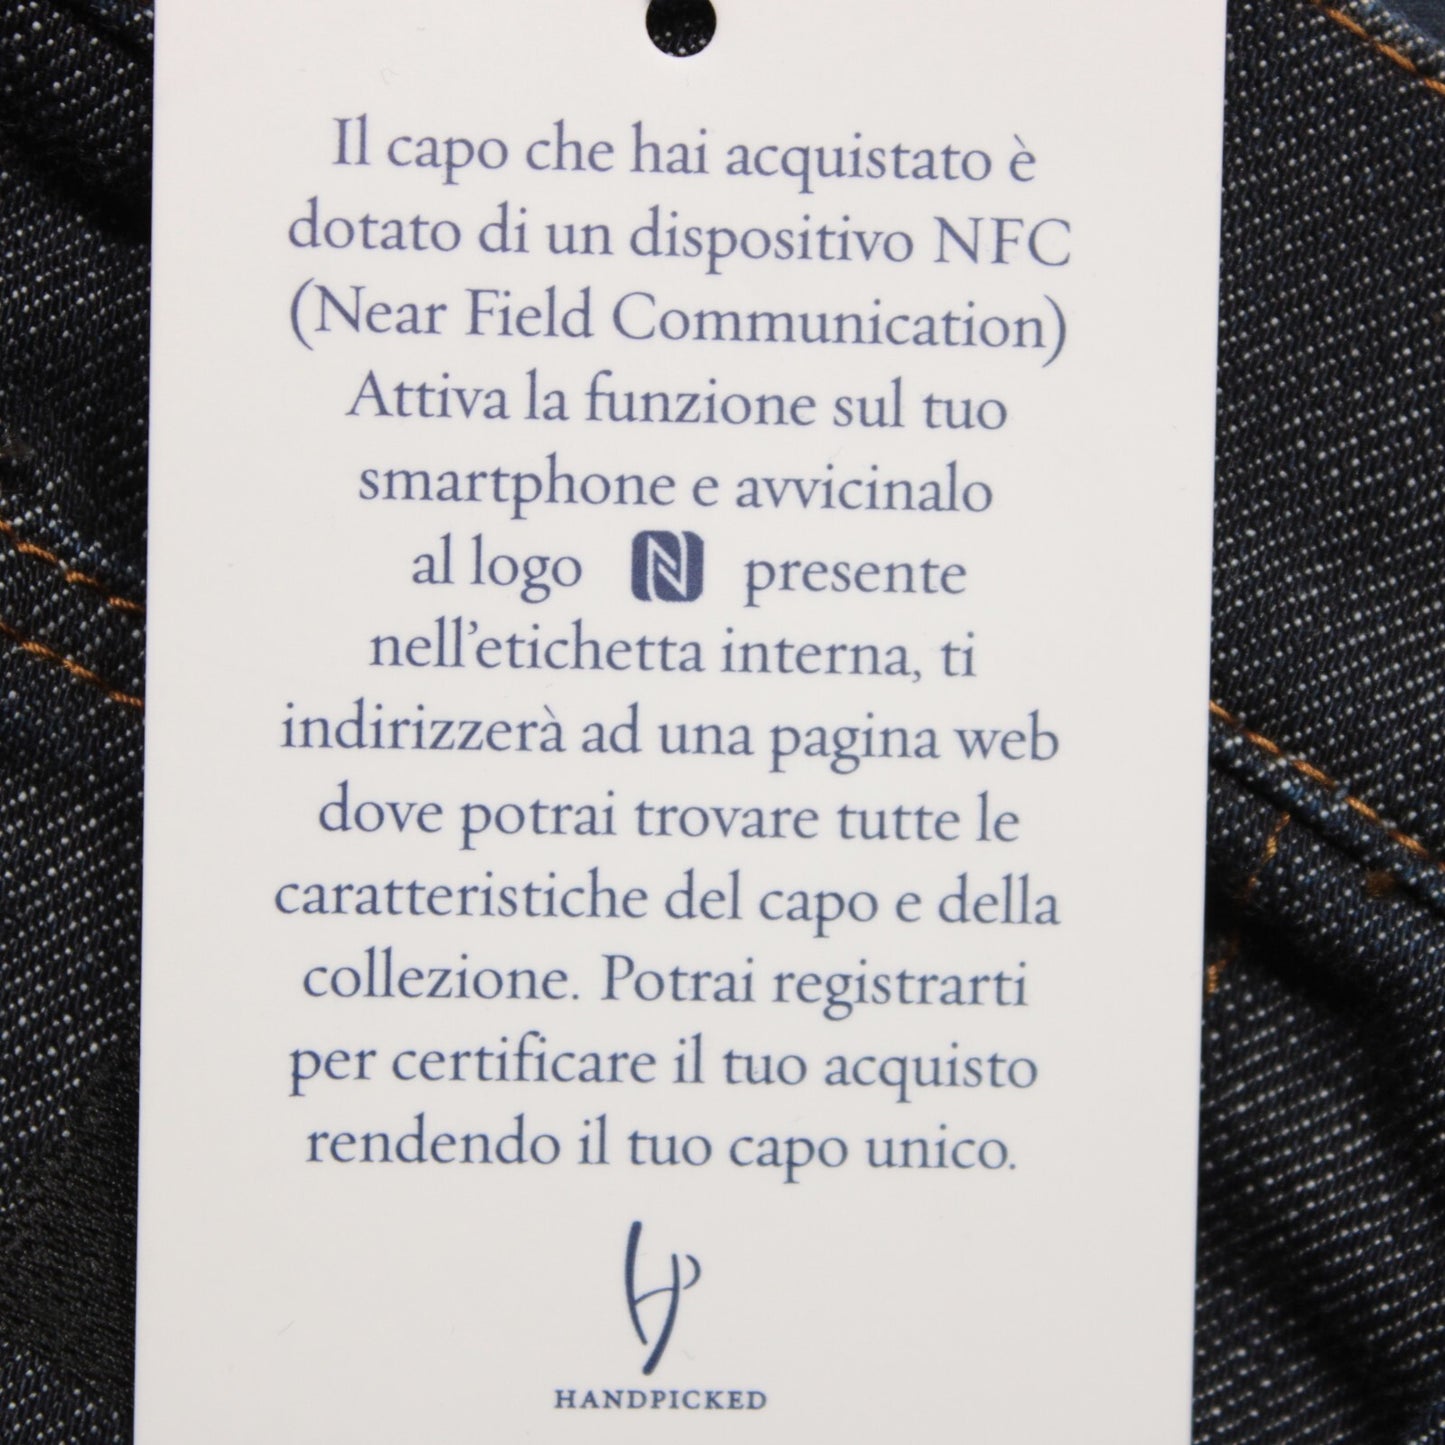 Il capo che hai acquistato è
dotato di un dispositivo NFC
(Near Field Communication)
Attiva la funzione sul tuo
smartphone e avvicinalo
al logo N presente
nell’etichetta interna, ti
indirizzerà ad una pagina web
dove potrai trovare tutte le
caratteristiche del capo e della
collezione. Potrai registrarti
per certificare il tuo acquisto
rendendo il tuo capo unico.
HP
HANDPICKED